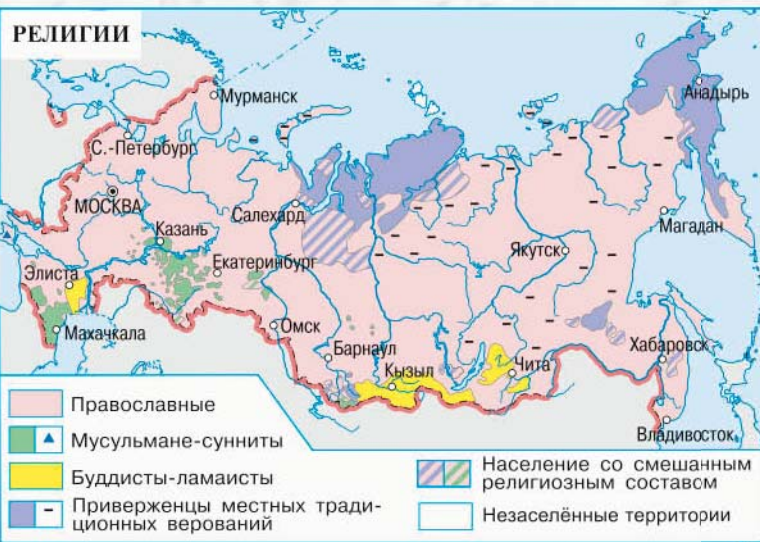 РЕЛИГИИ
Мурманск
Анадырь
С.-Петербург
МОСКВА
Салехард
Магадан
Казань
Якутск
Элиста
Екатеринбург
Махачкала
Омск
Барнаул
Кызыл
Чита
Хабаровск
Владивосток
Православные
Мусульмане-сунниты
Буддисты-ламаисты
Приверженцы местных тради-
ционных верований
Население со смешанным
религиозным составом
Незаселённые территории